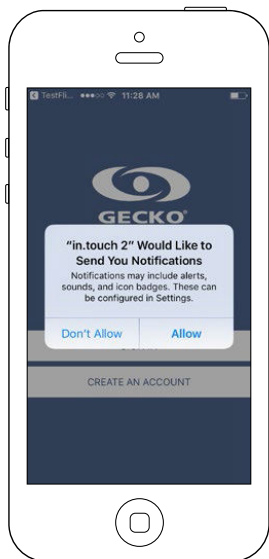 TestFli... 11:28 AM
GECKO
"in.touch 2" Would Like to
Send You Notifications
Notifications may include alerts,
sounds, and icon badges. These can
be configured in Settings.
Don't Allow Allow
CREATE AN ACCOUNT